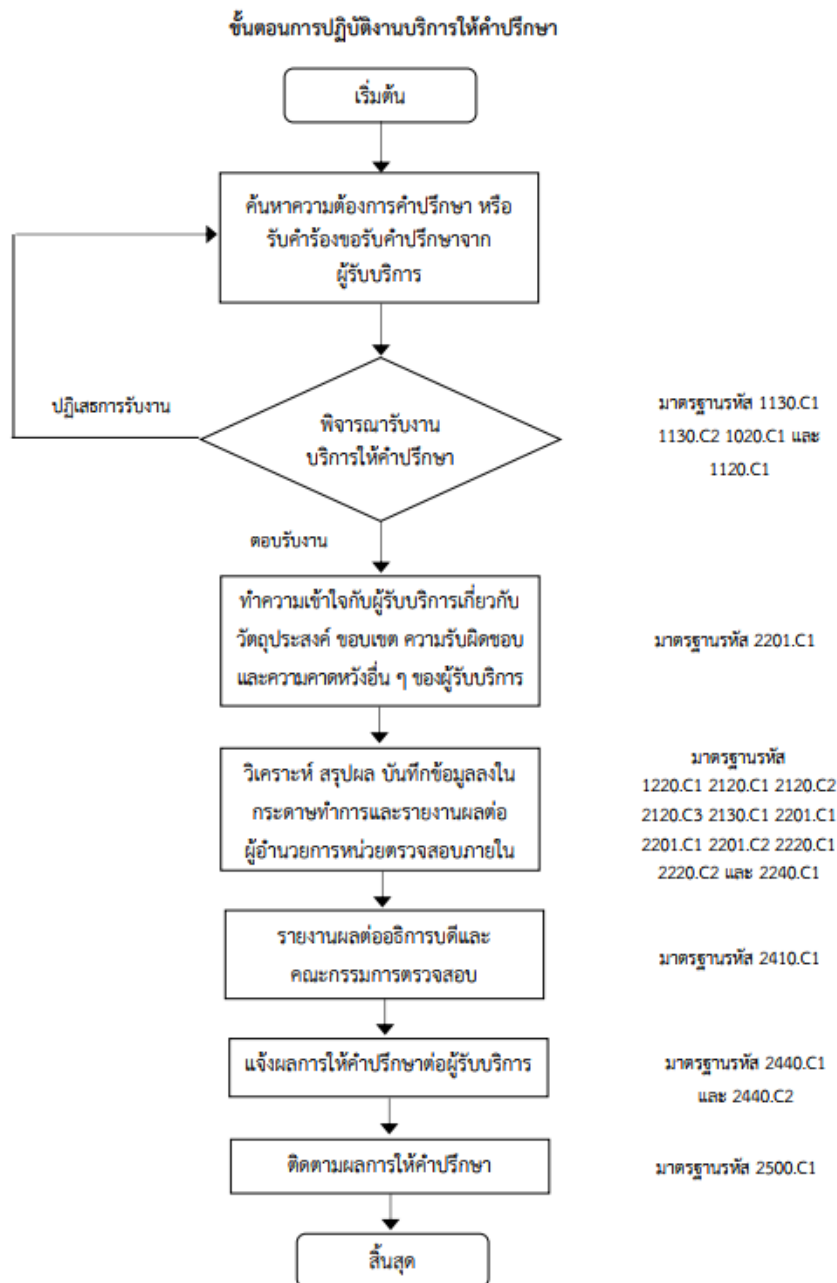 ขั้นตอนการปฏิบัติงานบริการให้คำปรึกษา
เริ่มต้น
ค้นหาความต้องการคำปรึกษา หรือ
รับคำร้องขอรับคำปรึกษาจาก
ผู้รับบริการ
ปฏิเสธการรับงาน
พิจารณารับงาน
บริการให้คำปรึกษา
มาตรฐานรหัส 1130.C1
1130.C2 1020.C1 และ
1120.C1
ตอบรับงาน
ทำความเข้าใจกับผู้รับบริการเกี่ยวกับ
วัตถุประสงค์ ขอบเขต ความรับผิดชอบ
และความคาดหวังอื่น ๆ ของผู้รับบริการ
มาตรฐานรหัส 2201.C1
วิเคราะห์ สรุปผล บันทึกข้อมูลลงใน
กระดาษทำการและรายงานผลต่อ
ผู้อำนวยการหน่วยตรวจสอบภายใน
มาตรฐานรหัส
1220.C1 2120.C1 2120.C2
2120.C3 2130.C1 2201.C1
2201.C1 2201.C2 2220.C1
2220.C2 และ 2240.C1
รายงานผลต่ออธิการบดีและ
คณะกรรมการตรวจสอบ
มาตรฐานรหัส 2410.C1
แจ้งผลการให้คำปรึกษาต่อผู้รับบริการ
มาตรฐานรหัส 2440.C1
และ 2440.C2
ติดตามผลการให้คำปรึกษา
มาตรฐานรหัส 2500.C1
สิ้นสุด